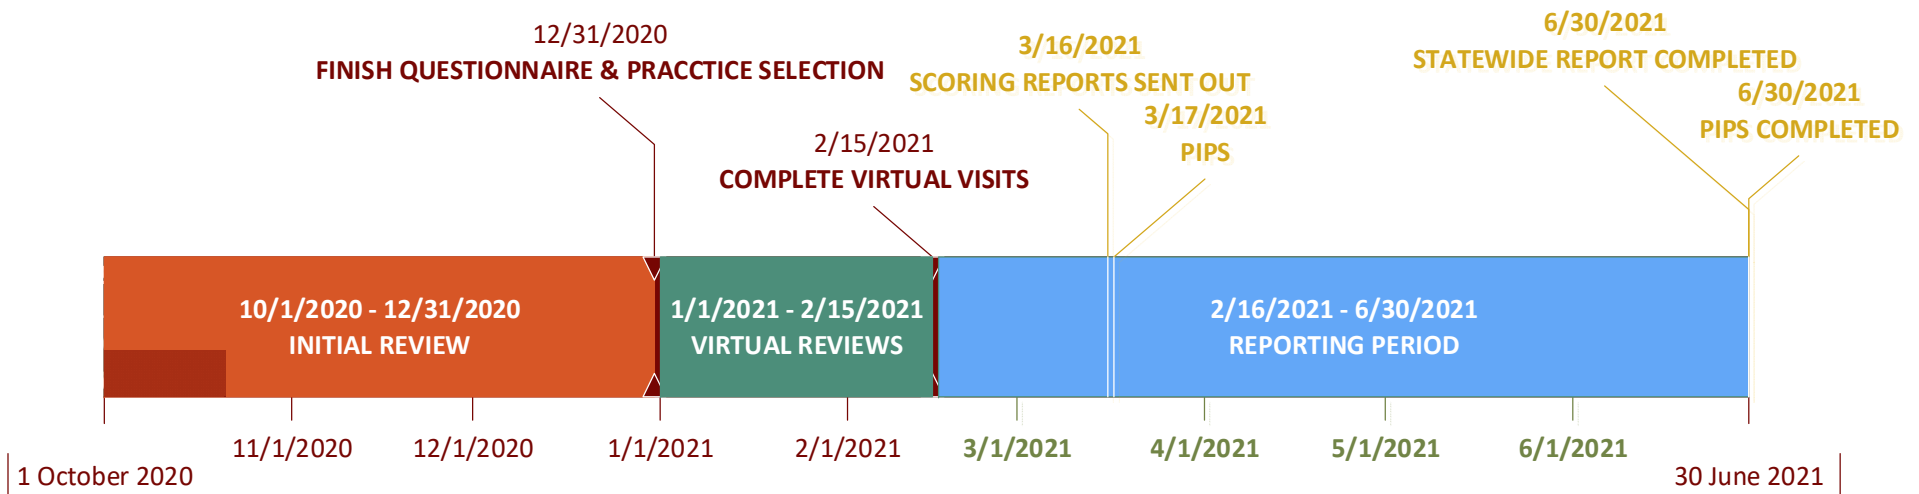 12/31/2020
FINISH QUESTIONNAIRE & PRACCTICE SELECTION
2/15/2021
COMPLETE VIRTUAL VISITS
3/16/2021
SCORING REPORTS SENT OUT
3/17/2021
PIPS
6/30/2021
STATEWIDE REPORT COMPLETED
6/30/2021
PIPS COMPLETED
10/1/2020 - 12/31/2020
INITIAL REVIEW
1/1/2021 - 2/15/2021
VIRTUAL REVIEWS
2/16/2021 - 6/30/2021
REPORTING PERIOD
11/1/2020
12/1/2020
1/1/2021
2/1/2021
3/1/2021
4/1/2021
5/1/2021
6/1/2021
1 October 2020
30 June 2021